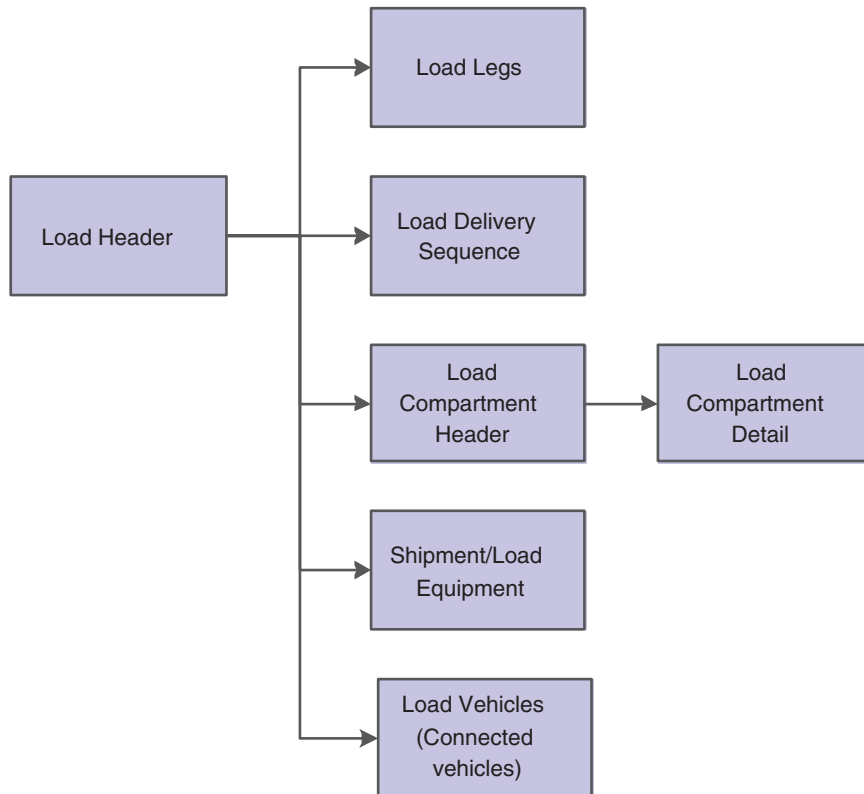 Load Legs
Load Header
Load Delivery
Sequence
Load
Compartment
Header
Load
Compartment
Detail
Shipment/Load
Equipment
Load Vehicles
(Connected
vehicles)